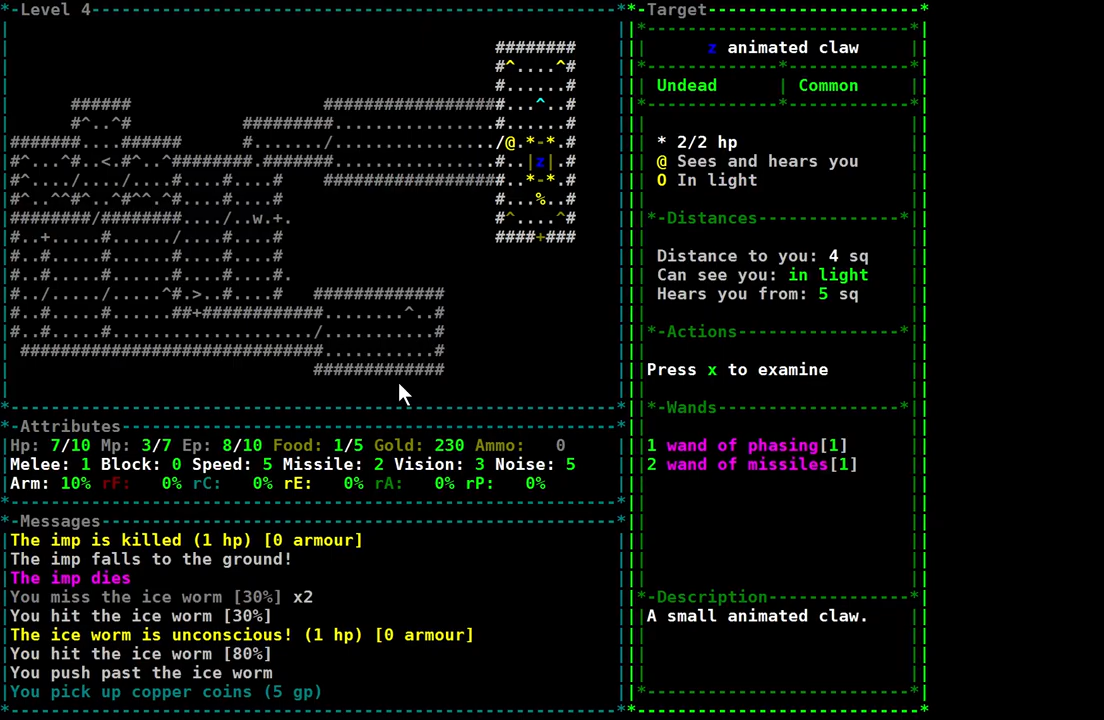 *-Level 4
*-Target
z animated claw
Undead | Common
* 2/2 hp
@ Sees and hears you
O In light
*-Distances
Distance to you: 4 sq
Can see you: in light
Hears you from: 5 sq
*-Actions
Press x to examine
*-Wands
1 wand of phasing[1]
2 wand of missiles[1]
*-Description
A small animated claw.
########
#^....^#
#......#
###### #################...^..#
#^..^# #########................#......#
#######....###### #....../................/@.*-*.#
#^...^#..<.#^..^########.#######...............#..|z|.#
#^..../..../....#....#....# #################..*-*.#
#^..^^#^..^#^^.^#....#....# #...%..#
########/########..../..w.+. #^....^#
#..+.....#....../....#....# ####+###
#..#.....#......#....#....#
#..#.....#......#....#.....
#../...../.....^#.>..#....# #############
#..#.....#......##+############........^..#
#..#.....#..................../...........#
#############################...........#
#############
*-Attributes
Hp: 7/10 Mp: 3/7 Ep: 8/10 Food: 1/5 Gold: 230 Ammo: 0
Melee: 1 Block: 0 Speed: 5 Missile: 2 Vision: 3 Noise: 5
Arm: 10% rF: 0% rC: 0% rE: 0% rA: 0% rP: 0%
*-Messages
The imp is killed (1 hp) [0 armour]
The imp falls to the ground!
The imp dies
You miss the ice worm [30%] x2
You hit the ice worm [30%]
The ice worm is unconscious! (1 hp) [0 armour]
You hit the ice worm [80%]
You push past the ice worm
You pick up copper coins (5 gp)